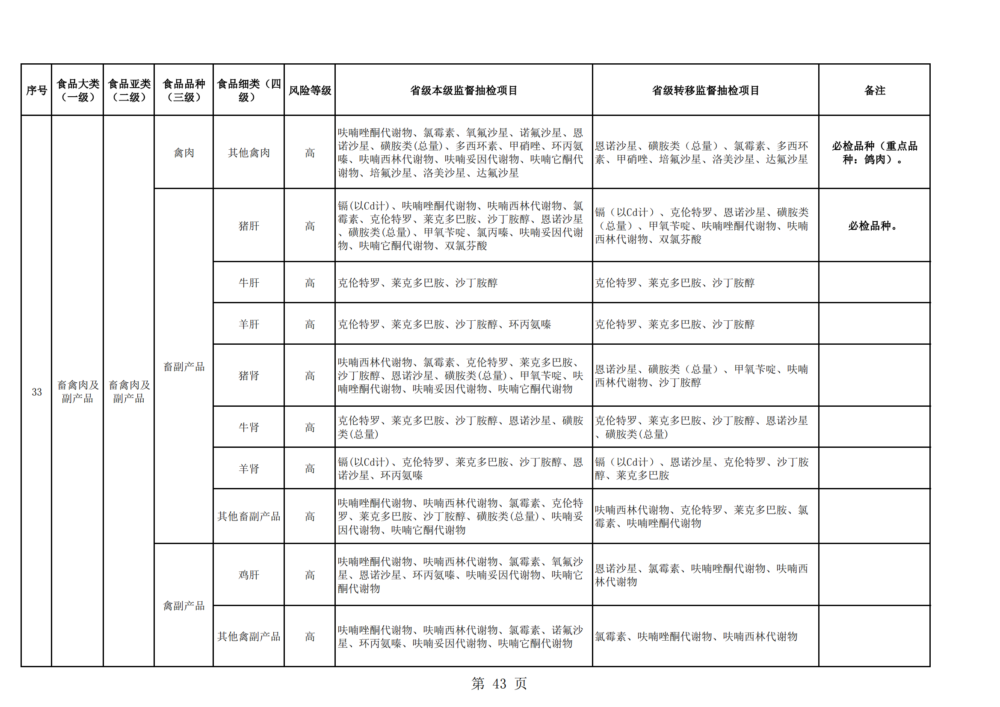 序号
食品大类
（一级）
食品亚类
（二级）
食品品种
（三级）
食品细类（四
级）
风险等级
省级本级监督抽检项目
省级转移监督抽检项目
备注
33
畜禽肉及
副产品
畜禽肉及
副产品
禽肉
其他禽肉
高
呋喃唑酮代谢物、氯霉素、氧氟沙星、诺氟沙星、恩
诺沙星、磺胺类(总量)、多西环素、甲硝唑、环丙氨
嗪、呋喃西林代谢物、呋喃妥因代谢物、呋喃它酮代
谢物、培氟沙星、洛美沙星、达氟沙星
恩诺沙星、磺胺类（总量）、氯霉素、多西环
素、甲硝唑、培氟沙星、洛美沙星、达氟沙星
必检品种（重点品
种：鸽肉）。
畜副产品
猪肝
高
镉(以Cd计)、呋喃唑酮代谢物、呋喃西林代谢物、氯
霉素、克伦特罗、莱克多巴胺、沙丁胺醇、恩诺沙星
、磺胺类(总量)、甲氧苄啶、氯丙嗪、呋喃妥因代谢
物、呋喃它酮代谢物、双氯芬酸
镉（以Cd计）、克伦特罗、恩诺沙星、磺胺类
（总量）、甲氧苄啶、呋喃唑酮代谢物、呋喃
西林代谢物、双氯芬酸
必检品种。
牛肝
高
克伦特罗、莱克多巴胺、沙丁胺醇
克伦特罗、莱克多巴胺、沙丁胺醇
羊肝
高
克伦特罗、莱克多巴胺、沙丁胺醇、环丙氨嗪
克伦特罗、莱克多巴胺、沙丁胺醇
猪肾
高
呋喃西林代谢物、氯霉素、克伦特罗、莱克多巴胺、
沙丁胺醇、恩诺沙星、磺胺类(总量)、甲氧苄啶、呋
喃唑酮代谢物、呋喃妥因代谢物、呋喃它酮代谢物
恩诺沙星、磺胺类（总量）、甲氧苄啶、呋喃
西林代谢物、沙丁胺醇
牛肾
高
克伦特罗、莱克多巴胺、沙丁胺醇、恩诺沙星、磺胺
类(总量)
克伦特罗、莱克多巴胺、沙丁胺醇、恩诺沙星
、磺胺类(总量)
羊肾
高
镉(以Cd计)、克伦特罗、莱克多巴胺、沙丁胺醇、恩
诺沙星、环丙氨嗪
镉（以Cd计）、恩诺沙星、克伦特罗、沙丁胺
醇、莱克多巴胺
其他畜副产品
高
呋喃唑酮代谢物、呋喃西林代谢物、氯霉素、克伦特
罗、莱克多巴胺、沙丁胺醇、磺胺类(总量)、呋喃妥
因代谢物、呋喃它酮代谢物
呋喃西林代谢物、克伦特罗、莱克多巴胺、氯
霉素、呋喃唑酮代谢物
禽副产品
鸡肝
高
呋喃唑酮代谢物、呋喃西林代谢物、氯霉素、氧氟沙
星、恩诺沙星、环丙氨嗪、呋喃妥因代谢物、呋喃它
酮代谢物
恩诺沙星、氯霉素、呋喃唑酮代谢物、呋喃西
林代谢物
其他禽副产品
高
呋喃唑酮代谢物、呋喃西林代谢物、氯霉素、诺氟沙
星、环丙氨嗪、呋喃妥因代谢物、呋喃它酮代谢物
氯霉素、呋喃唑酮代谢物、呋喃西林代谢物
第 43 页